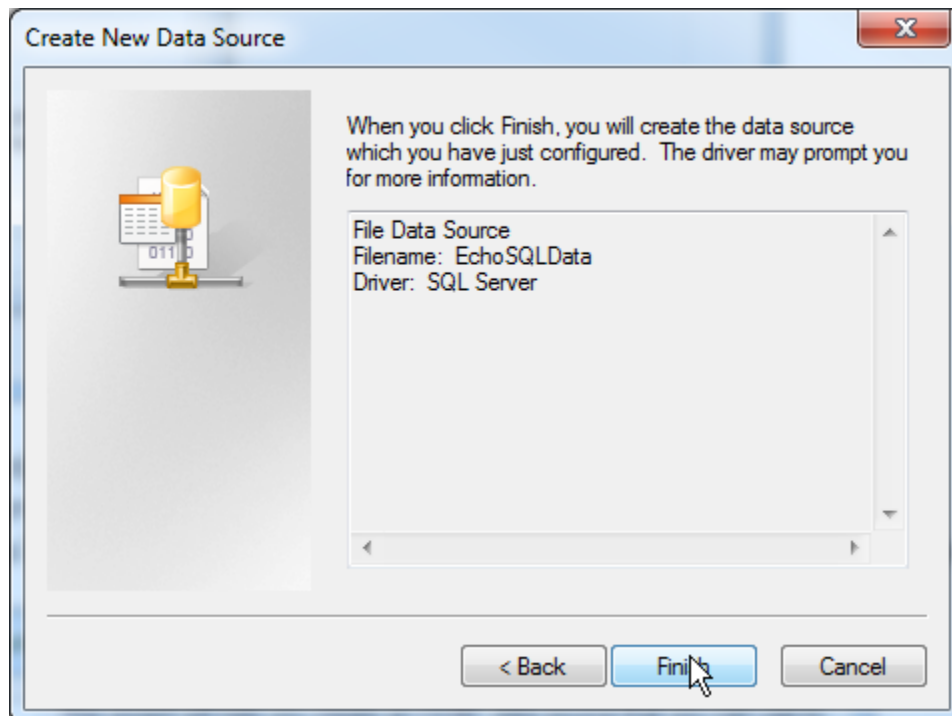 Create New Data Source
When you click Finish, you will create the data source
which you have just configured.  The driver may prompt you
for more information.
File Data Source
Filename:  EchoSQLData
Driver:  SQL Server
< Back
Finish
Cancel